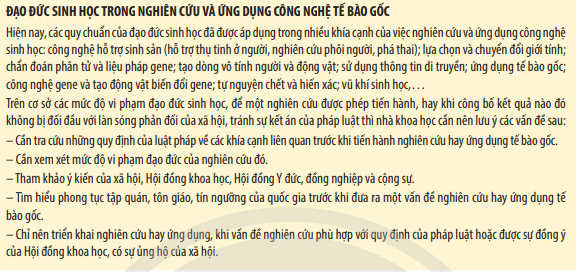 ĐẠO ĐỨC SINH HỌC TRONG NGHIÊN CỨU VÀ ỨNG DỤNG CÔNG NGHỆ TẾ BÀO GỐC
Hiện nay, các quy chuẩn của đạo đức sinh học đã được áp dụng trong nhiều khía cạnh của việc nghiên cứu và ứng dụng công nghệ
sinh học: công nghệ hỗ trợ sinh sản (hỗ trợ thụ tinh ở người, nghiên cứu phôi người, phá thai); lựa chọn và chuyển đổi giới tính;
chẩn đoán phân tử và liệu pháp gene; tạo dòng vô tính người và động vật; sử dụng thông tin di truyền; ứng dụng tế bào gốc;
công nghệ gene và tạo động vật biến đổi gene; tự nguyện chết và hiến xác; vũ khí sinh học,...
Trên cơ sở các mức độ vi phạm đạo đức sinh học, để một nghiên cứu được phép tiến hành, hay khi công bố kết quả nào đó
không bị đối đầu với làn sóng phản đối của xã hội, tránh sự kết án của pháp luật thì nhà khoa học cần nên lưu ý các vấn đề sau:
– Cần tra cứu những quy định của luật pháp về các khía cạnh liên quan trước khi tiến hành nghiên cứu hay ứng dụng tế bào gốc.
– Cần xem xét mức độ vi phạm đạo đức của nghiên cứu đó.
– Tham khảo ý kiến của xã hội, Hội đồng khoa học, Hội đồng Y đức, đồng nghiệp và cộng sự.
– Tìm hiểu phong tục tập quán, tôn giáo, tín ngưỡng của quốc gia trước khi đưa ra một vấn đề nghiên cứu hay ứng dụng tế
bào gốc.
– Chỉ nên triển khai nghiên cứu hay ứng dụng, khi vấn đề nghiên cứu phù hợp với quy định của pháp luật hoặc được sự đồng ý
của Hội đồng khoa học, có sự ủng hộ của xã hội.